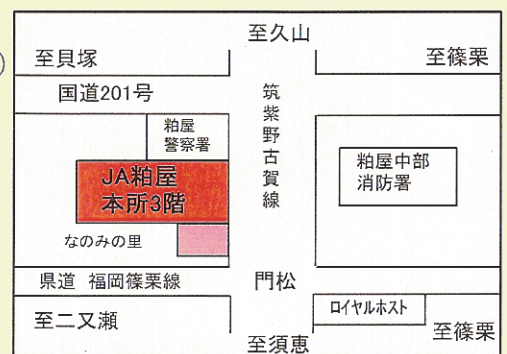 至久山
至貝塚
至篠栗
国道201号
筑紫野古賀線
粕屋
警察署
粕屋中部
消防署
JA粕屋
本所3階
なのみの里
県道 福岡篠栗線
門松
ロイヤルホスト
至二又瀬
至篠栗
至須恵